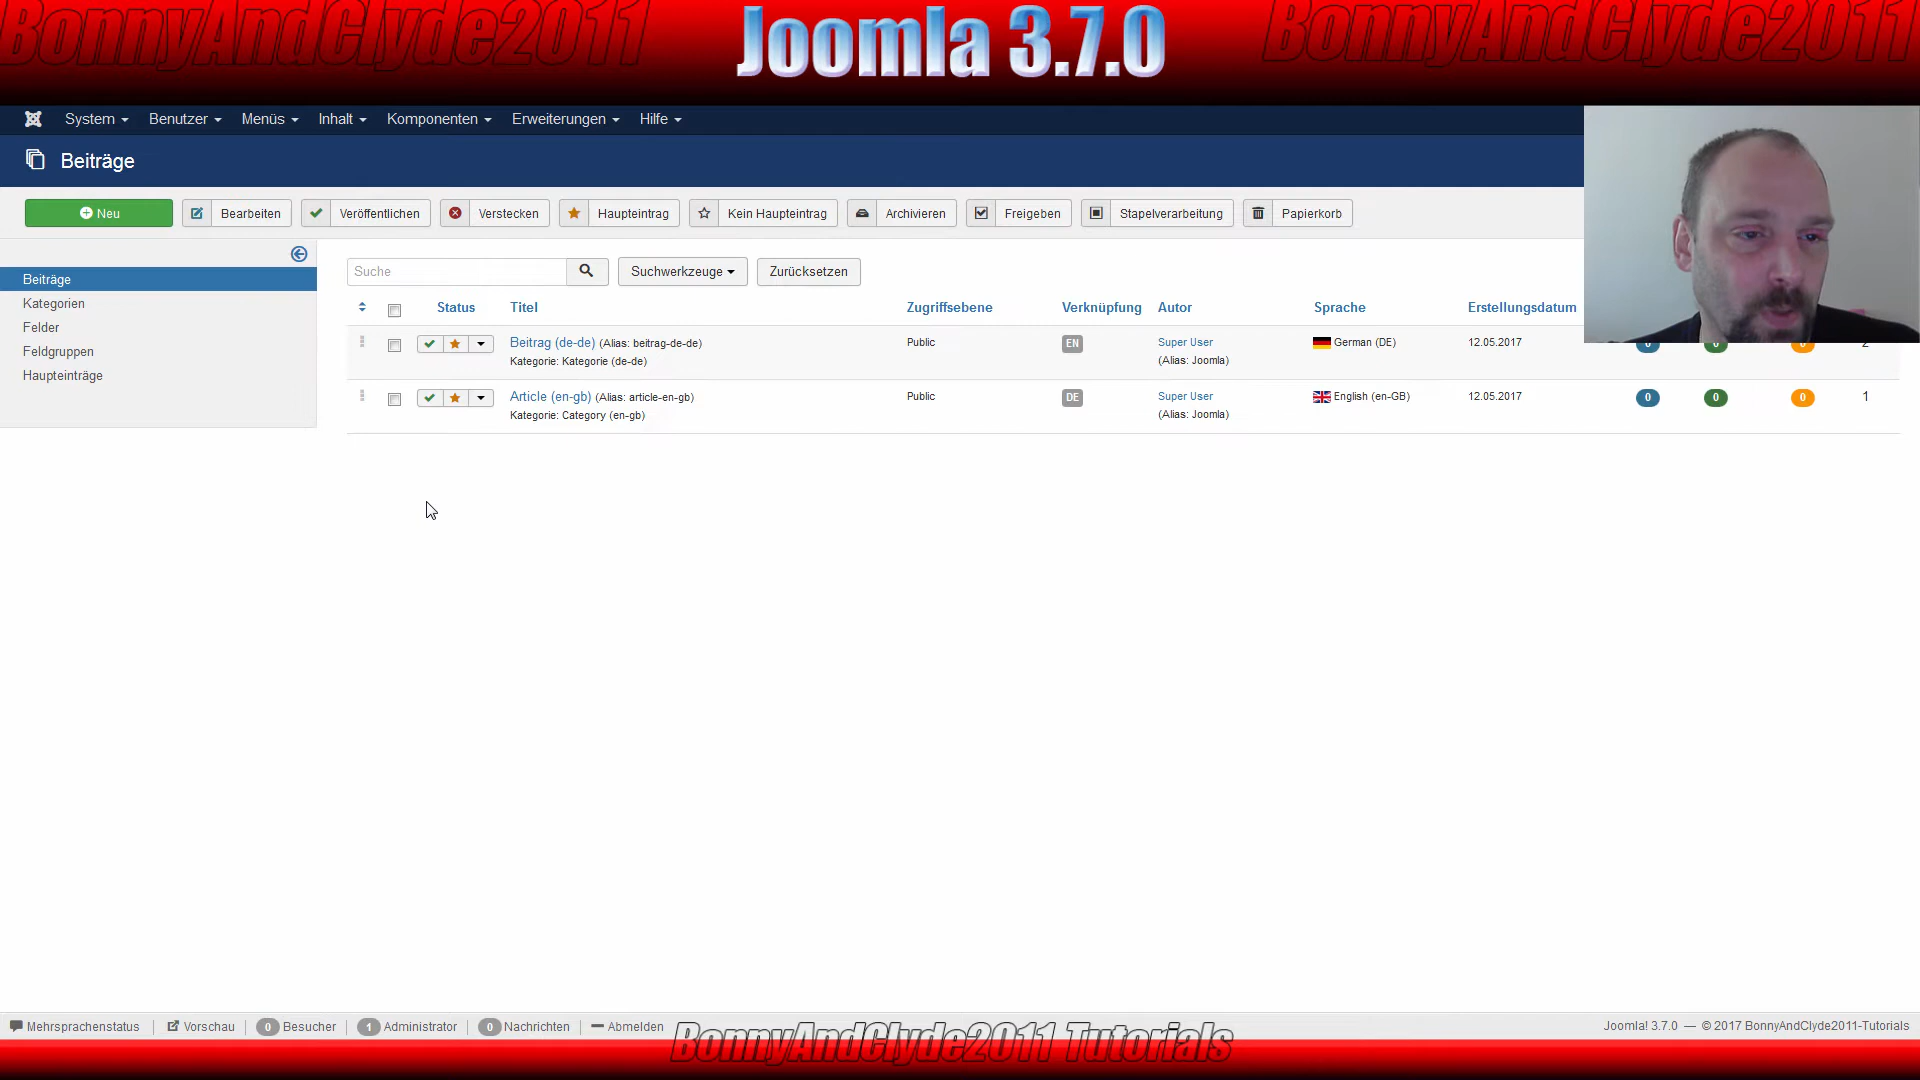 BonnyAndClyde2011 Joomla 3.7.0 BonnyAndClyde2011
System Benutzer Menüs Inhalt Komponenten Erweiterungen Hilfe
Beiträge
Neu Bearbeiten Veröffentlichen Verstecken Haupteintrag Kein Haupteintrag Archivieren Freigeben Stapelverarbeitung Papierkorb
Beiträge
Kategorien
Felder
Feldgruppen
Haupteinträge
Suche Suchwerkzeuge Zurücksetzen
Status Titel Zugriffsebene Verknüpfung Autor Sprache Erstellungsdatum
Beitrag (de-de) (Alias: beitrag-de-de) Public EN Super User German (DE) 12.05.2017 0 0 0 2
Kategorie: Kategorie (de-de) (Alias: Joomla)
Article (en-gb) (Alias: article-en-gb) Public DE Super User English (en-GB) 12.05.2017 0 0 0 1
Kategorie: Category (en-gb) (Alias: Joomla)
Mehrsprachenstatus Vorschau 0 Besucher 1 Administrator 0 Nachrichten Abmelden Joomla! 3.7.0 — © 2017 BonnyAndClyde2011-Tutorials
BonnyAndClyde2011 Tutorials